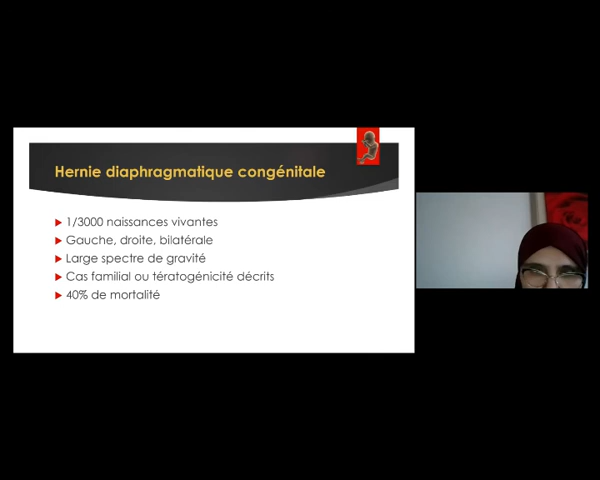 Hernie diaphragmatique congénitale
1/3000 naissances vivantes
Gauche, droite, bilatérale
Large spectre de gravité
Cas familial ou tératogénicité décrits
40% de mortalité